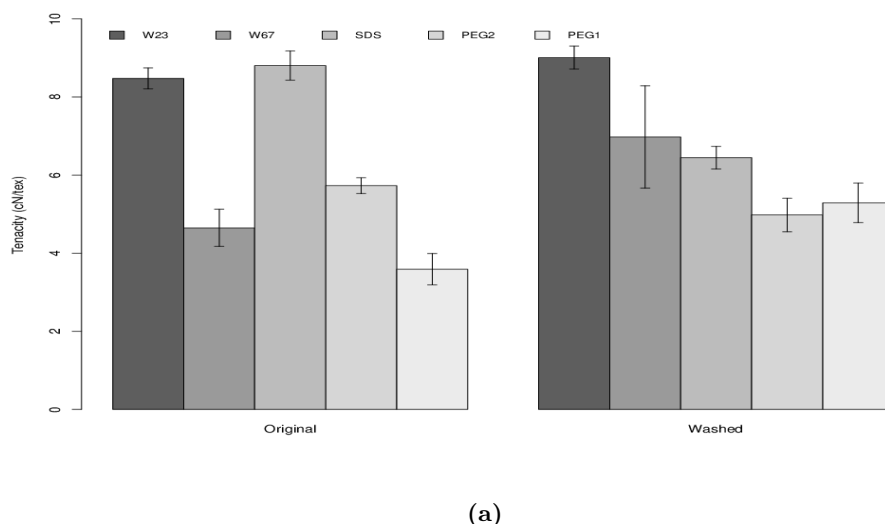 10
W23 W67 SDS PEG2 PEG1
8
6
Tenacity (cN/tex)
4
2
0
Original Washed
(a)